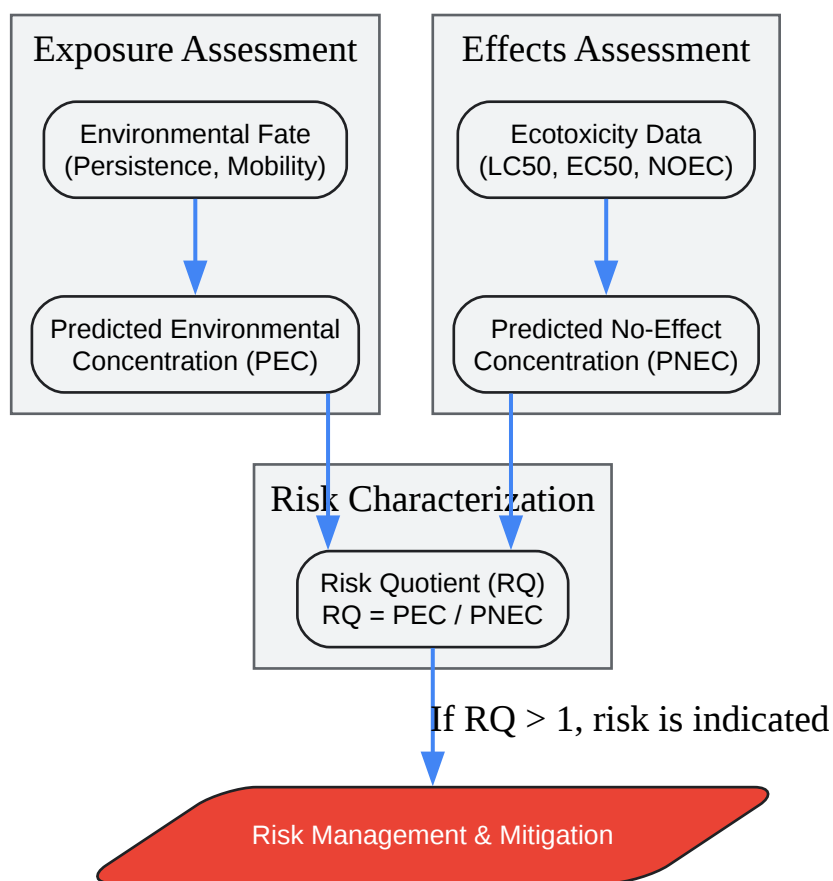 Exposure Assessment
Environmental Fate
(Persistence, Mobility)
Predicted Environmental
Concentration (PEC)
Effects Assessment
Ecotoxicity Data
(LC50, EC50, NOEC)
Predicted No-Effect
Concentration (PNEC)
Risk Characterization
Risk Quotient (RQ)
RQ = PEC / PNEC
If RQ > 1, risk is indicated
Risk Management & Mitigation